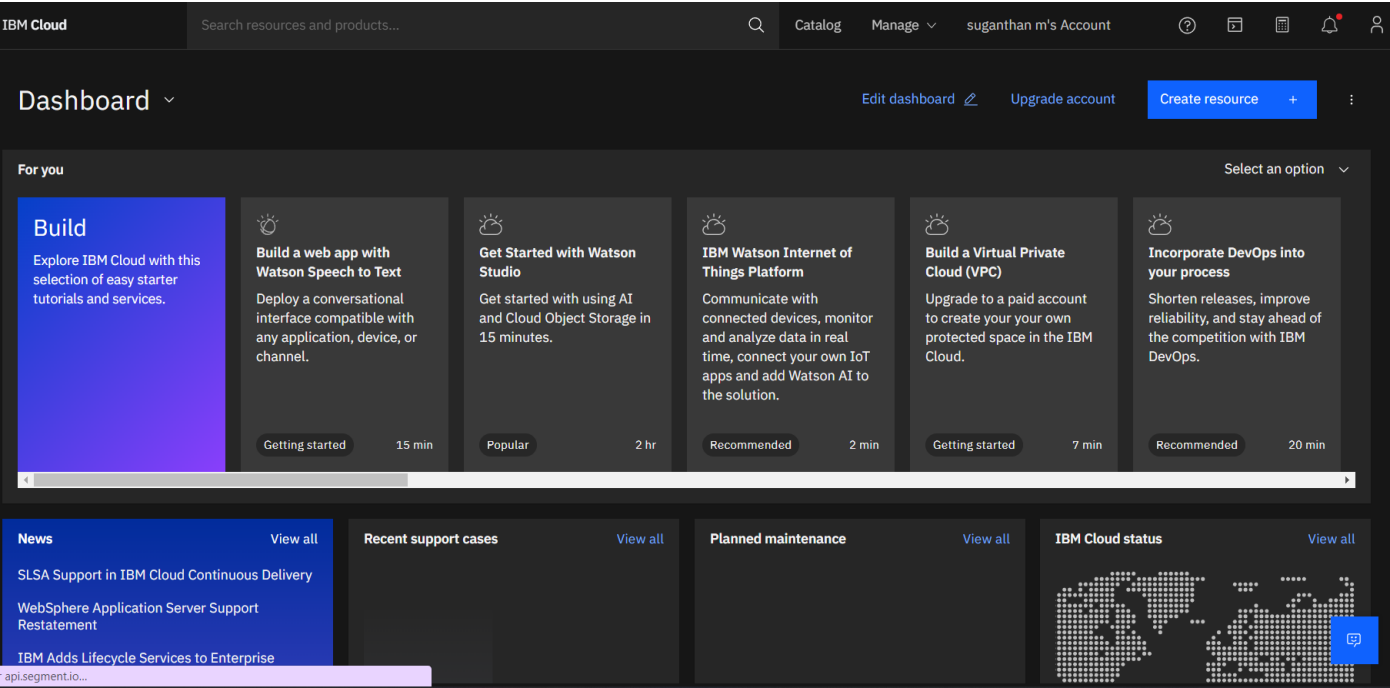 IBM Cloud
Search resources and products...
Catalog
Manage
suganthan m's Account
Dashboard
Edit dashboard
Upgrade account
Create resource +
For you
Select an option
Build
Explore IBM Cloud with this
selection of easy starter
tutorials and services.
Build a web app with
Watson Speech to Text
Deploy a conversational
interface compatible with
any application, device, or
channel.
Getting started
15 min
Get Started with Watson
Studio
Get started with using AI
and Cloud Object Storage in
15 minutes.
Popular
2 hr
IBM Watson Internet of
Things Platform
Communicate with
connected devices, monitor
and analyze data in real
time, connect your own IoT
apps and add Watson AI to
the solution.
Recommended
2 min
Build a Virtual Private
Cloud (VPC)
Upgrade to a paid account
to create your your own
protected space in the IBM
Cloud.
Getting started
7 min
Incorporate DevOps into
your process
Shorten releases, improve
reliability, and stay ahead of
the competition with IBM
DevOps.
Recommended
20 min
News
View all
SLSA Support in IBM Cloud Continuous Delivery
WebSphere Application Server Support
Restatement
IBM Adds Lifecycle Services to Enterprise
Recent support cases
View all
Planned maintenance
View all
IBM Cloud status
View all
api.segment.io...